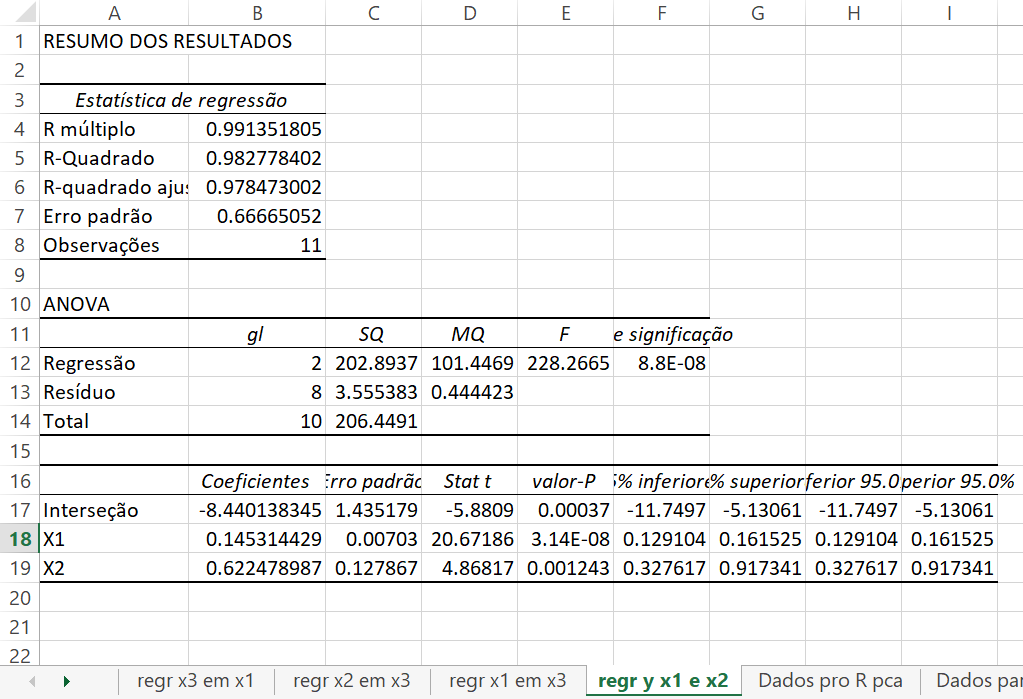 A B C D E F G H I
1 RESUMO DOS RESULTADOS
2
3 Estatística de regressão
4 R múltiplo 0.991351805
5 R-Quadrado 0.982778402
6 R-quadrado ajus 0.978473002
7 Erro padrão 0.66665052
8 Observações 11
9
10 ANOVA
11 gl SQ MQ F e significação
12 Regressão 2 202.8937 101.4469 228.2665 8.8E-08
13 Resíduo 8 3.555383 0.444423
14 Total 10 206.4491
15
16 Coeficientes Erro padrão Stat t valor-P 5% inferiore% superiorferior 95.0perior 95.0%
17 Interseção -8.440138345 1.435179 -5.8809 0.00037 -11.7497 -5.13061 -11.7497 -5.13061
18 X1 0.145314429 0.00703 20.67186 3.14E-08 0.129104 0.161525 0.129104 0.161525
19 X2 0.622478987 0.127867 4.86817 0.001243 0.327617 0.917341 0.327617 0.917341
20
21
22
regr x3 em x1 regr x2 em x3 regr x1 em x3 regr y x1 e x2 Dados pro R pca Dados par